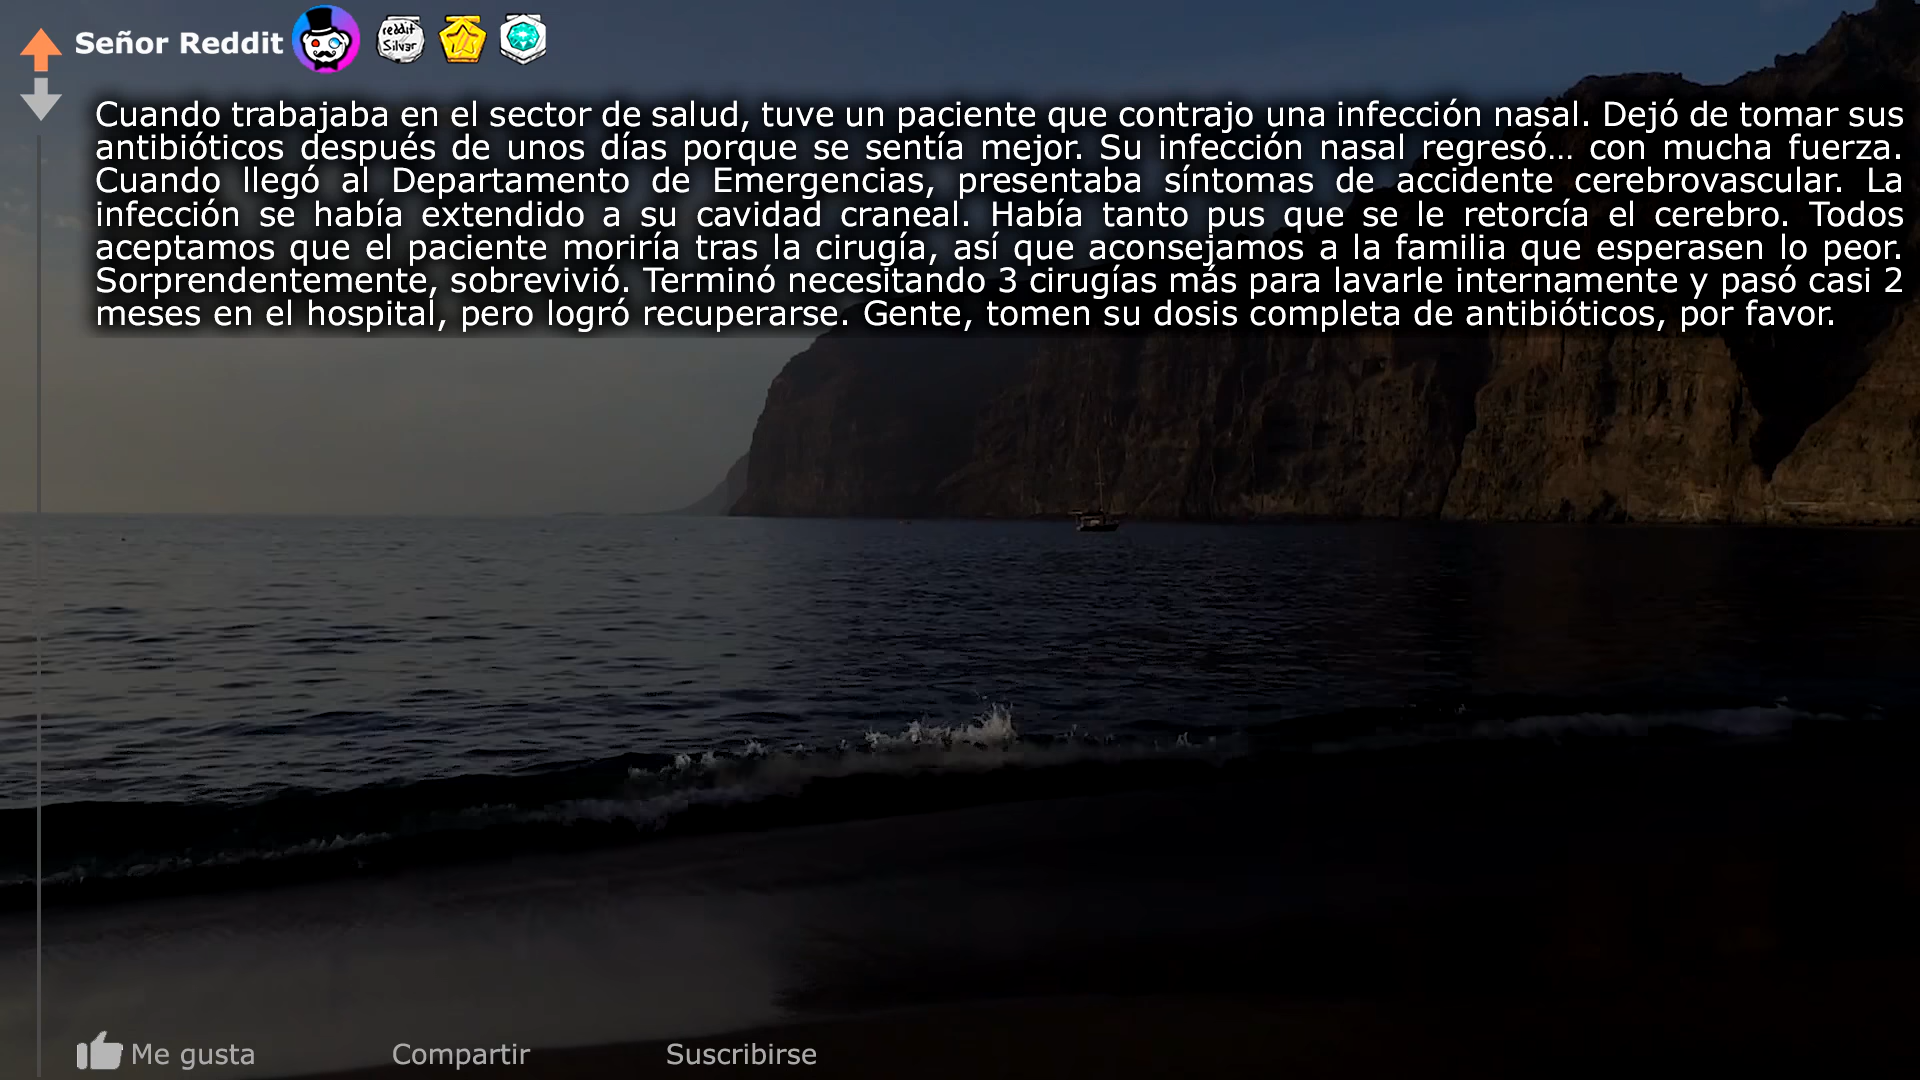 Señor Reddit
reddit
Silver
Cuando trabajaba en el sector de salud, tuve un paciente que contrajo una infección nasal. Dejó de tomar sus
antibióticos después de unos días porque se sentía mejor. Su infección nasal regresó... con mucha fuerza.
Cuando llegó al Departamento de Emergencias, presentaba síntomas de accidente cerebrovascular. La
infección se había extendido a su cavidad craneal. Había tanto pus que se le retorcía el cerebro. Todos
aceptamos que el paciente moriría tras la cirugía, así que aconsejamos a la familia que esperasen lo peor.
Sorprendentemente, sobrevivió. Terminó necesitando 3 cirugías más para lavarle internamente y pasó casi 2
meses en el hospital, pero logró recuperarse. Gente, tomen su dosis completa de antibióticos, por favor.
Me gusta
Compartir
Suscribirse